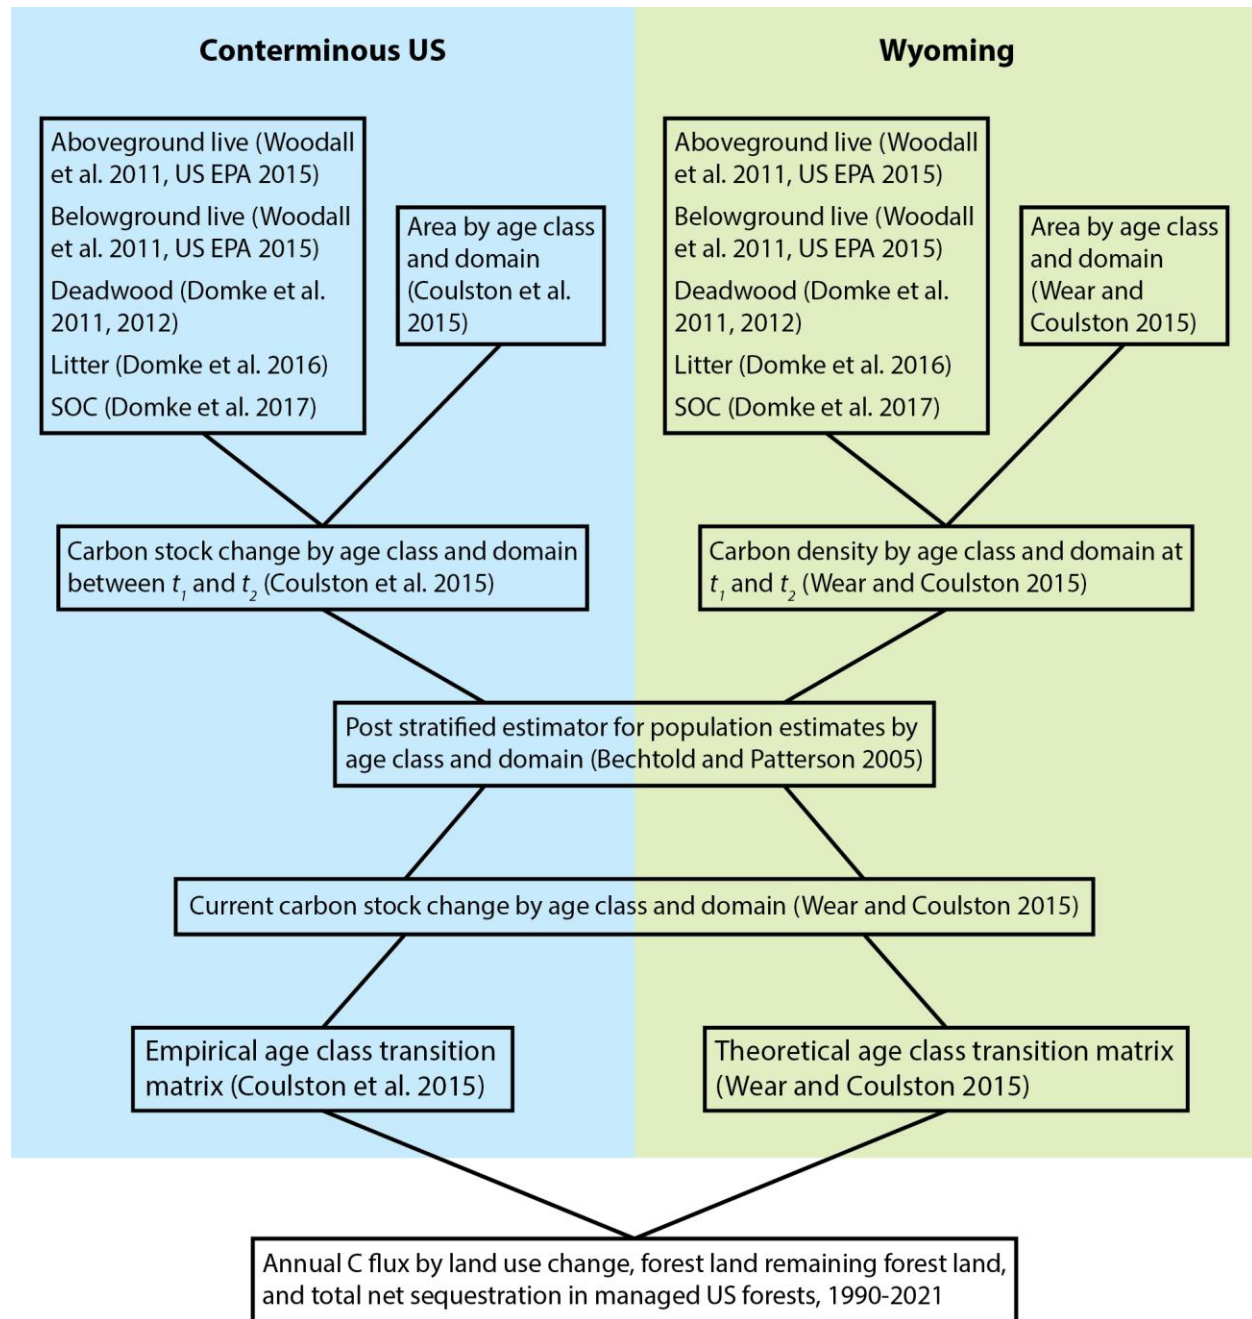 Conterminous US
Wyoming
Aboveground live (Woodall
et al. 2011, US EPA 2015)
Belowground live (Woodall
et al. 2011, US EPA 2015)
Deadwood (Domke et al.
2011, 2012)
Litter (Domke et al. 2016)
SOC (Domke et al. 2017)
Area by age class
and domain
(Coulston et al.
2015)
Aboveground live (Woodall
et al. 2011, US EPA 2015)
Belowground live (Woodall
et al. 2011, US EPA 2015)
Deadwood (Domke et al.
2011, 2012)
Litter (Domke et al. 2016)
SOC (Domke et al. 2017)
Area by age class
and domain
(Wear and
Coulston 2015)
Carbon stock change by age class and domain
between t₁ and t₂ (Coulston et al. 2015)
Carbon density by age class and domain at
t₁ and t₂ (Wear and Coulston 2015)
Post stratified estimator for population estimates by
age class and domain (Bechtold and Patterson 2005)
Current carbon stock change by age class and domain (Wear and Coulston 2015)
Empirical age class transition
matrix (Coulston et al. 2015)
Theoretical age class transition matrix
(Wear and Coulston 2015)
Annual C flux by land use change, forest land remaining forest land,
and total net sequestration in managed US forests, 1990-2021